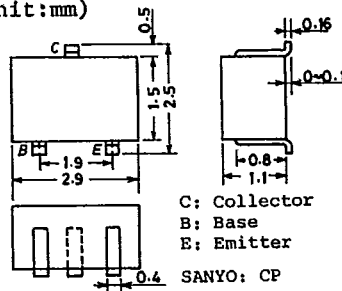 nit:mm)
0.5
0.16
C
1.5
2.5
0~0.1
B
E
1.9
2.9
0.8
1.1
C: Collector
B: Base
E: Emitter
0.4
SANYO: CP